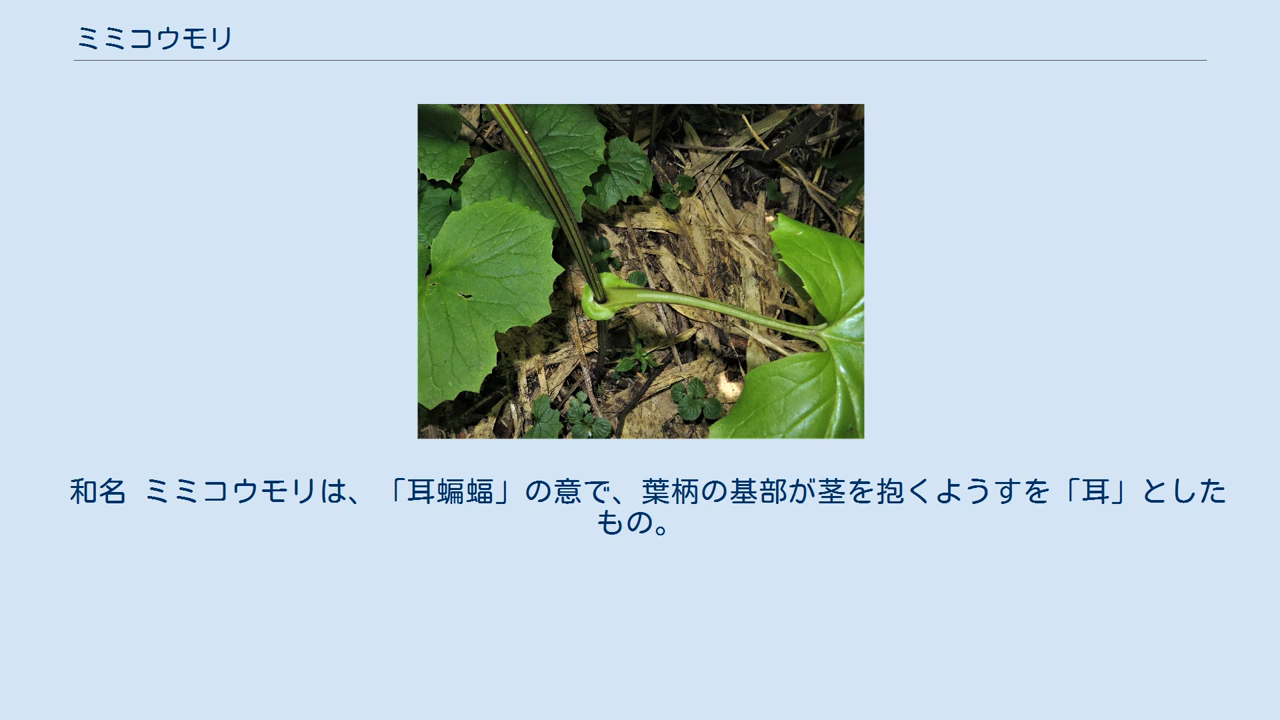 ミミコウモリ
和名 ミミコウモリは、「耳蝙蝠」の意で、葉柄の基部が茎を抱くようすを「耳」とした
もの。